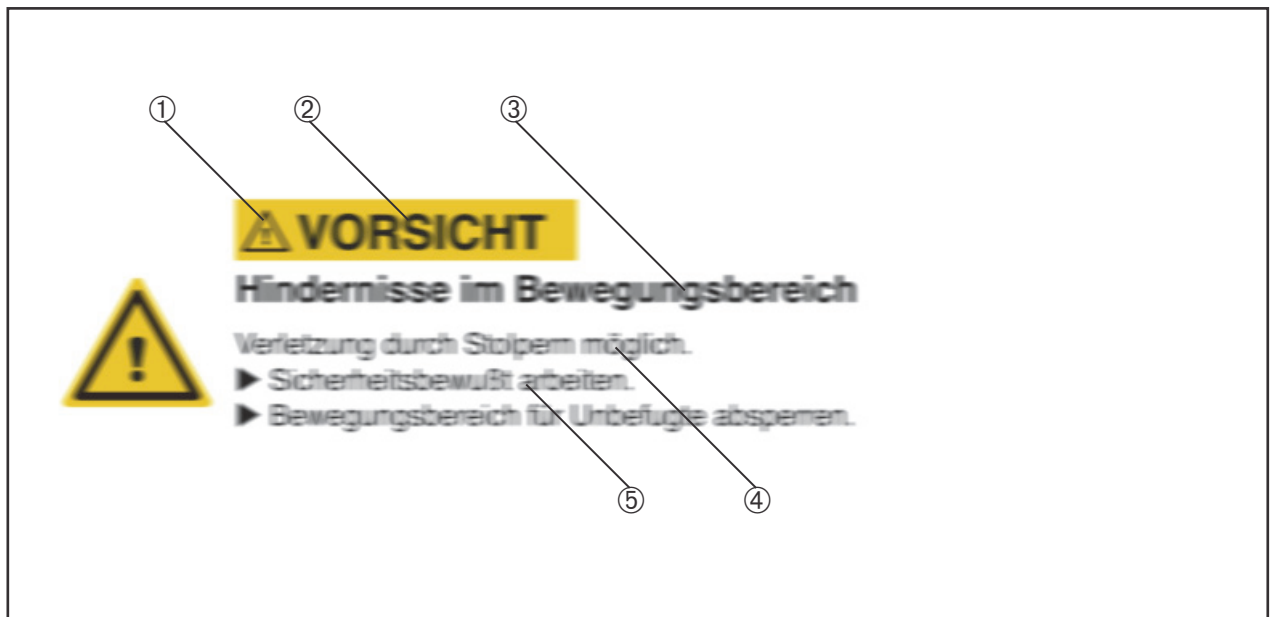 ① ② ③
⚠ VORSICHT
Hindernisse im Bewegungsbereich
Verletzung durch Stolpern möglich.
▶ Sicherheitsbewußt arbeiten.
▶ Bewegungsbereich für Unbefugte absperren.
⑤ ④